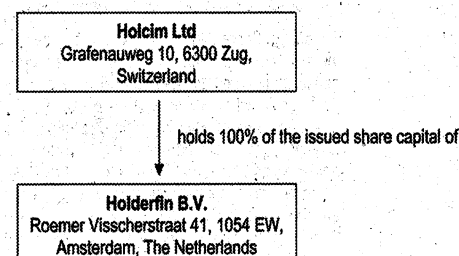 Holcim Ltd
Grafenauweg 10, 6300 Zug,
Switzerland
holds 100% of the issued share capital of
Holderfin B.V.
Roemer Visscherstraat 41, 1054 EW,
Amsterdam, The Netherlands